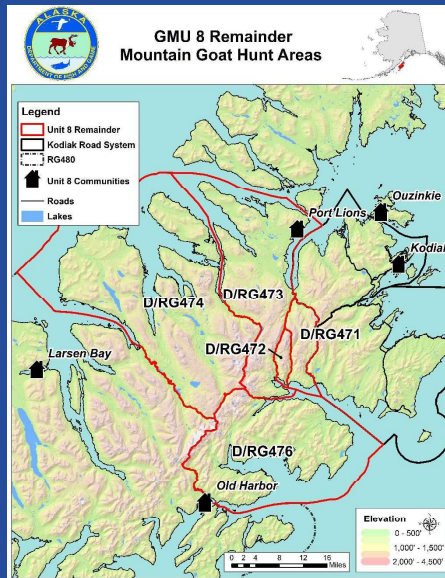 ALASKA
DEPARTMENT OF FISH AND GAME
GMU 8 Remainder
Mountain Goat Hunt Areas
Legend
Unit 8 Remainder
Kodiak Road System
RG480
Unit 8 Communities
Roads
Lakes
Ouzinkie
Port Lions
Kodiak
D/RG473
D/RG474
D/RG471
D/RG472
Larsen Bay
D/RG476
Old Harbor
Elevation
0 - 500'
1,000' - 1,500'
2,000' - 4,500'
0 2 4 8 12 16
Miles